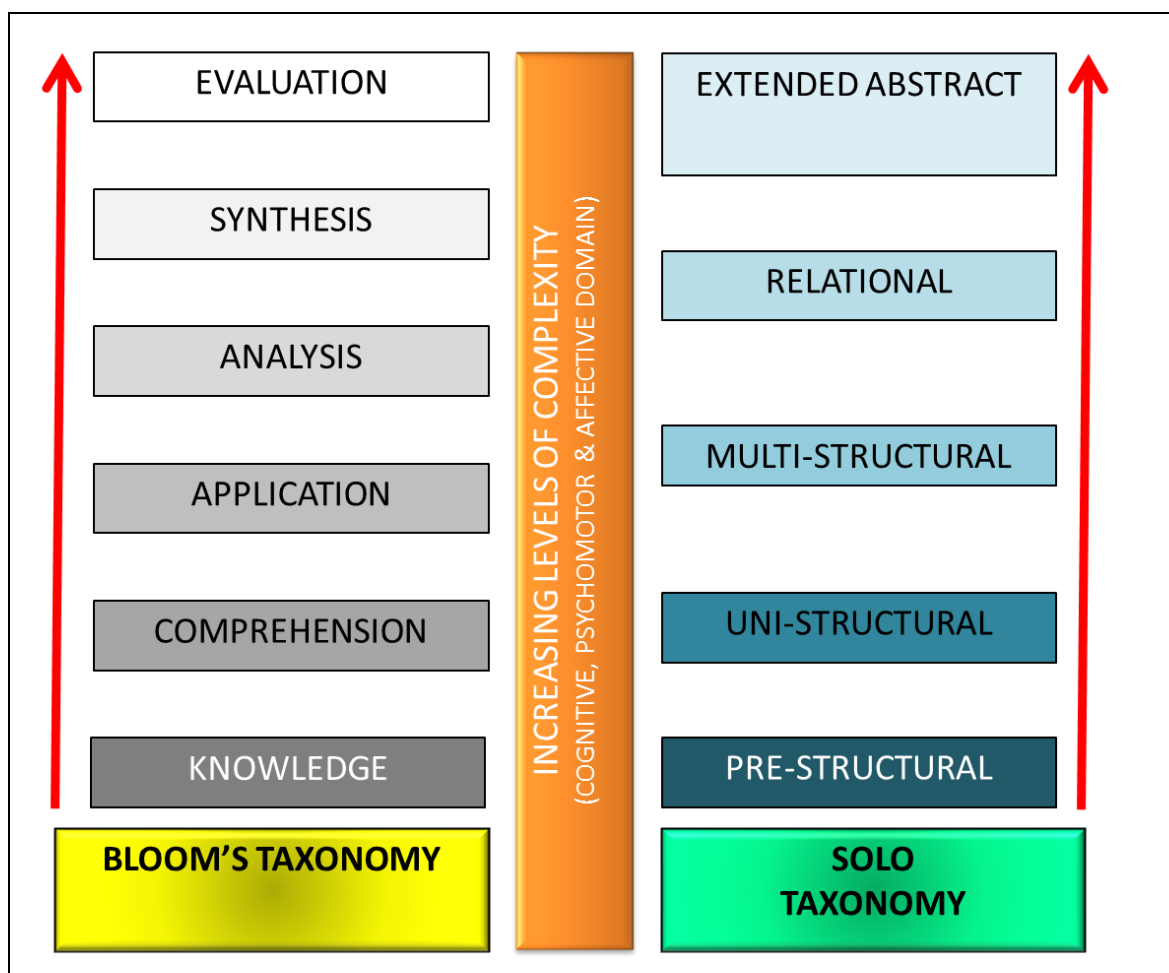 EVALUATION
SYNTHESIS
ANALYSIS
APPLICATION
COMPREHENSION
KNOWLEDGE
BLOOM’S TAXONOMY
INCREASING LEVELS OF COMPLEXITY
(COGNITIVE, PSYCHOMOTOR & AFFECTIVE DOMAIN)
EXTENDED ABSTRACT
RELATIONAL
MULTI-STRUCTURAL
UNI-STRUCTURAL
PRE-STRUCTURAL
SOLO
TAXONOMY